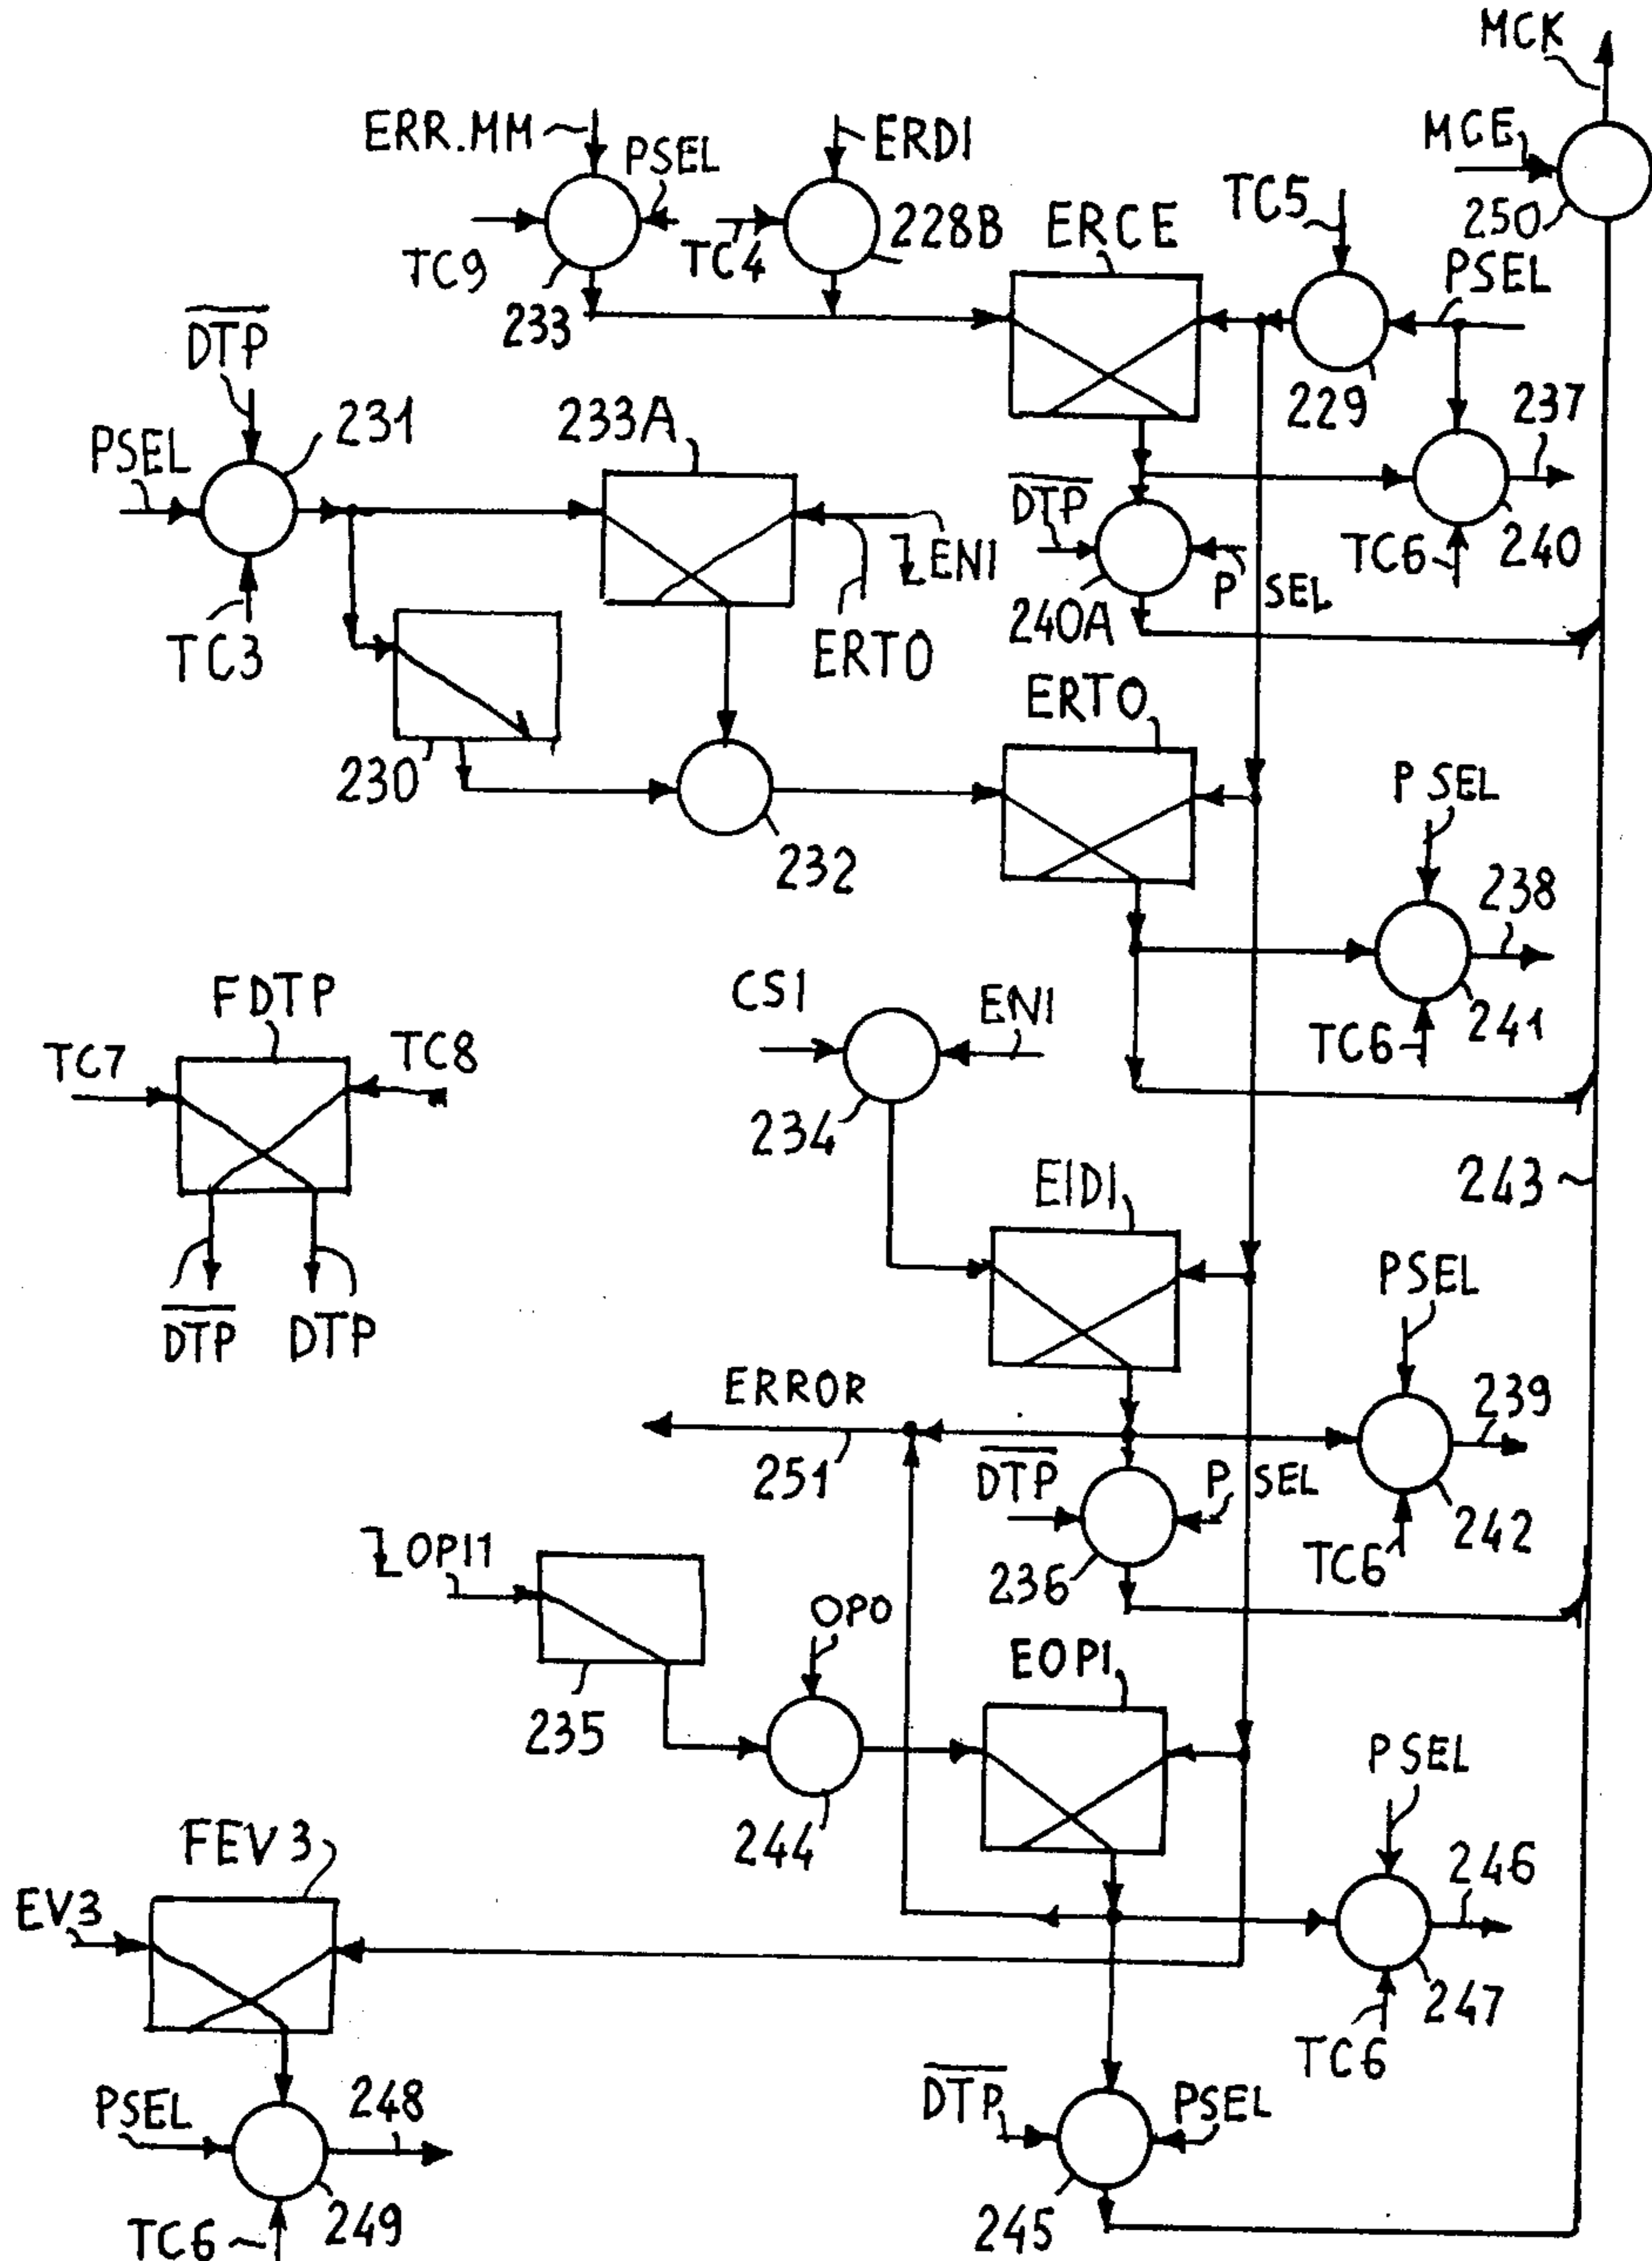 MCK
ERR.MM
PSEL
ERDI
MCE
TC5
ERCE
228B
250
TC9
TC4
PSEL
233
DTP
229
237
231
233A
PSEL
DTP
240
TC6
ENI
P SEL
240A
TC3
ERTO
ERTO
230
P SEL
232
238
FDTP
CSI
ENI
241
TC7
TC8
TC6
234
243
EIDI
PSEL
DTP
DTP
ERROR
239
251
DTP
P SEL
242
OPI1
TC6
236
OPO
EOPI
235
PSEL
244
FEV 3
246
EV3
247
TC6
PSEL
248
DTP
PSEL
249
245
TC6